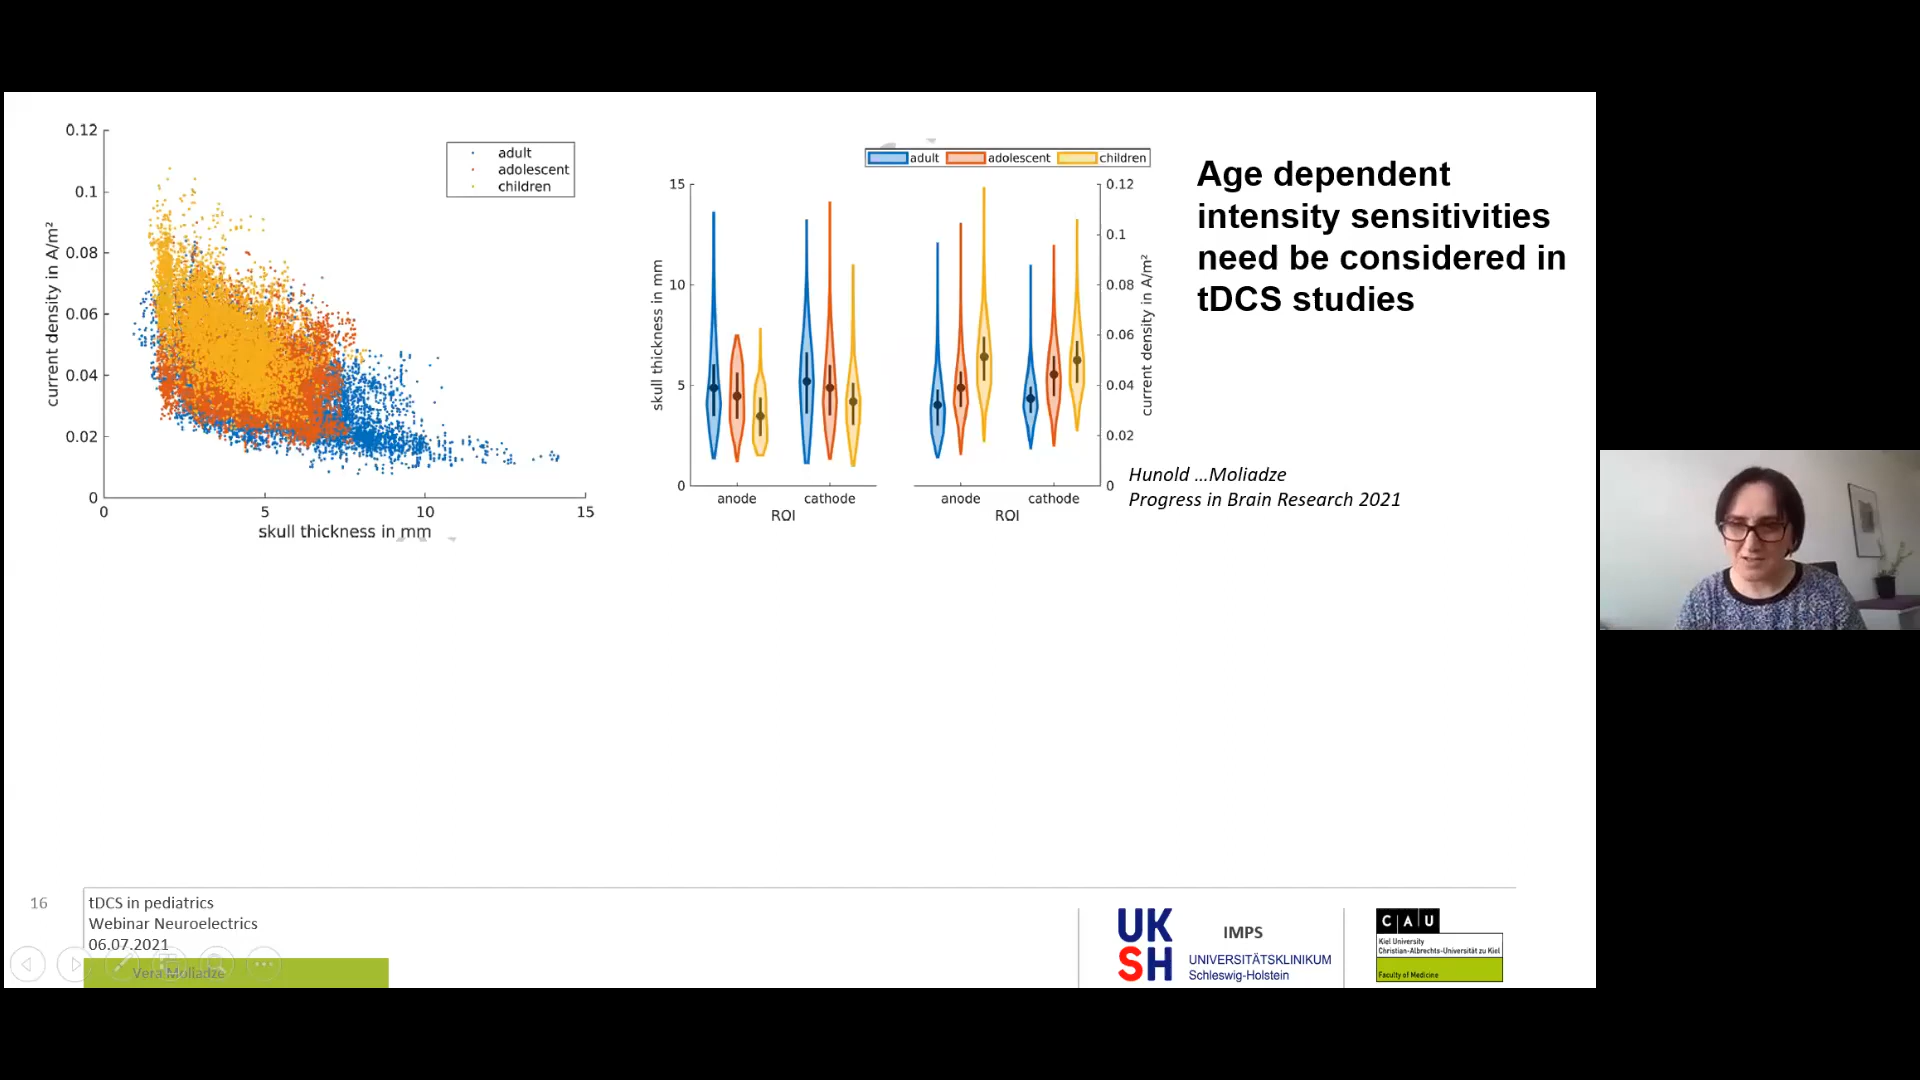 0.12
0.1
0.08
0.06
0.04
0.02
0
current density in A/m²
adult
adolescent
children
0
5
10
15
skull thickness in mm
adult
adolescent
children
15
10
5
0
skull thickness in mm
anode
cathode
ROI
0.12
0.1
0.08
0.06
0.04
0.02
0
current density in A/m²
anode
cathode
ROI
Age dependent
intensity sensitivities
need be considered in
tDCS studies
Hunold ...Moliadze
Progress in Brain Research 2021
16
tDCS in pediatrics
Webinar Neuroelectrics
06.07.2021
Vera Moliadze
UK
SH
IMPS
UNIVERSITÄTSKLINIKUM
Schleswig-Holstein
C A U
Kiel University
Christian-Albrechts-Universität zu Kiel
Faculty of Medicine